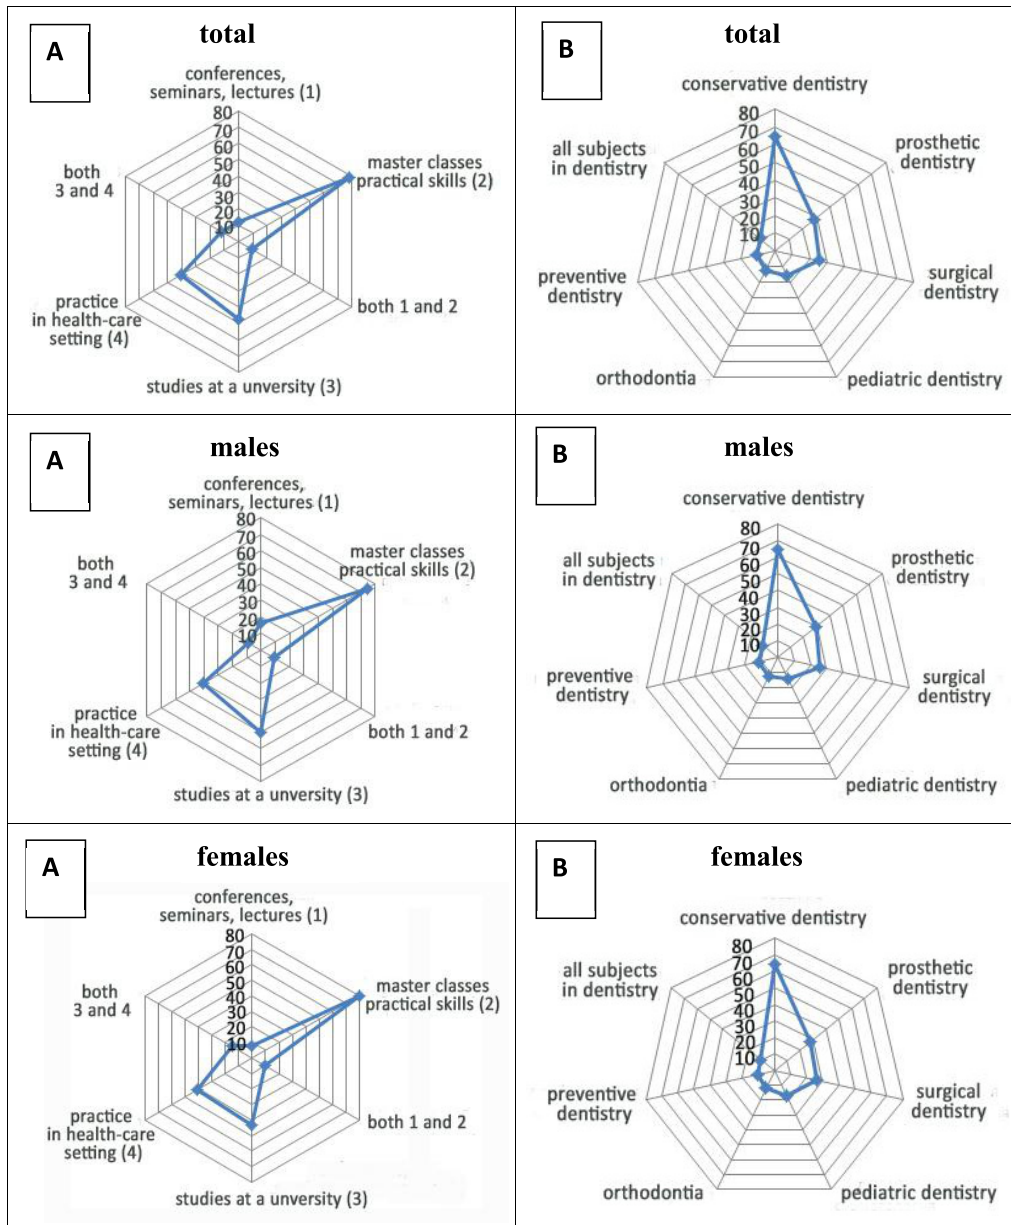 A
total
conferences,
seminars, lectures (1)
80
70
60
50
40
30
20
10
master classes
practical skills (2)
both 1 and 2
studies at a unversity (3)
practice
in health-care
setting (4)
both
3 and 4
B
total
conservative dentistry
80
70
60
50
40
30
20
10
prosthetic
dentistry
surgical
dentistry
pediatric dentistry
orthodontia
preventive
dentistry
all subjects
in dentistry
A
males
conferences,
seminars, lectures (1)
80
70
60
50
40
30
20
10
master classes
practical skills (2)
both 1 and 2
studies at a unversity (3)
practice
in health-care
setting (4)
both
3 and 4
B
males
conservative dentistry
80
70
60
50
40
30
20
10
prosthetic
dentistry
surgical
dentistry
pediatric dentistry
orthodontia
preventive
dentistry
all subjects
in dentistry
A
females
conferences,
seminars, lectures (1)
80
70
60
50
40
30
20
10
master classes
practical skills (2)
both 1 and 2
studies at a unversity (3)
practice
in health-care
setting (4)
both
3 and 4
B
females
conservative dentistry
80
70
60
50
40
30
20
10
prosthetic
dentistry
surgical
dentistry
pediatric dentistry
orthodontia
preventive
dentistry
all subjects
in dentistry